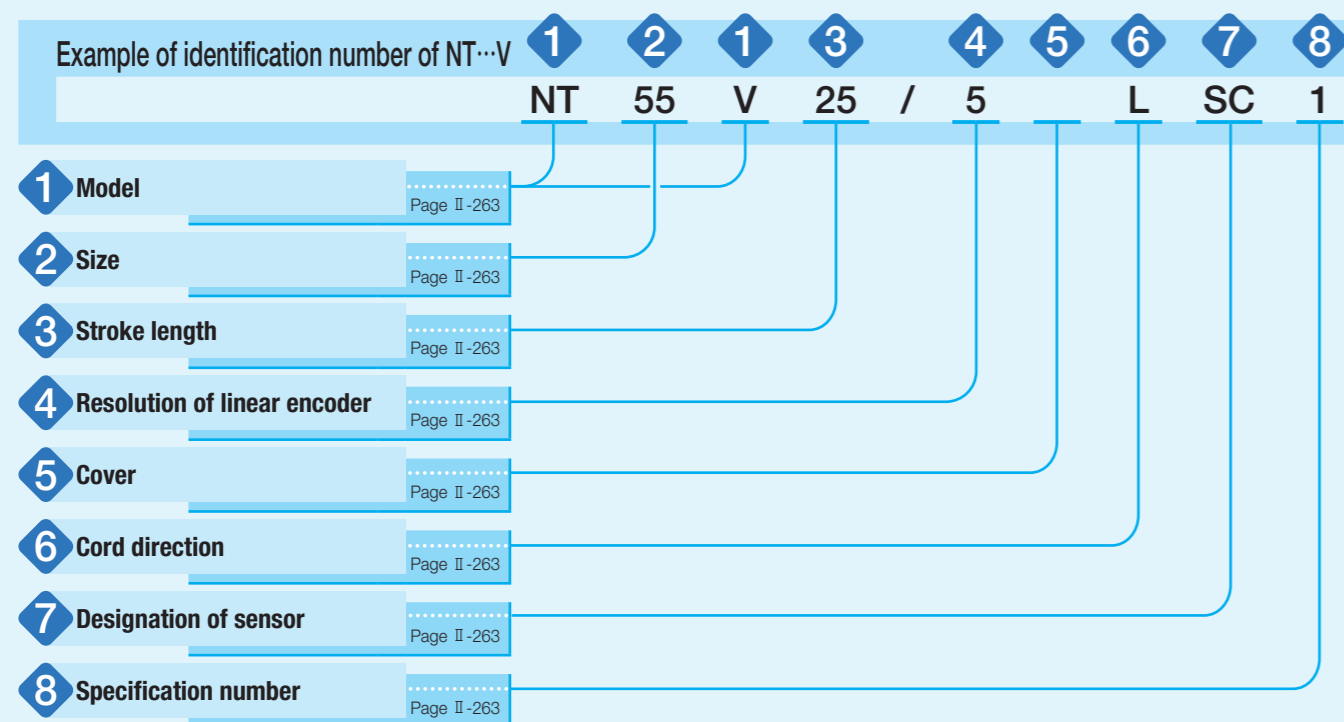 Example of identification number of NT···V
1 2 1 3 4 5 6 7 8
NT 55 V 25 / 5 L SC 1
1 Model
Page Ⅱ-263
2 Size
Page Ⅱ-263
3 Stroke length
Page Ⅱ-263
4 Resolution of linear encoder
Page Ⅱ-263
5 Cover
Page Ⅱ-263
6 Cord direction
Page Ⅱ-263
7 Designation of sensor
Page Ⅱ-263
8 Specification number
Page Ⅱ-263